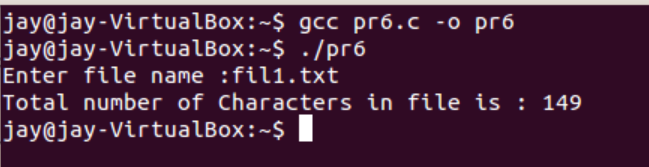 jay@jay-VirtualBox:~$ gcc pr6.c -o pr6
jay@jay-VirtualBox:~$ ./pr6
Enter file name :fil1.txt
Total number of Characters in file is : 149
jay@jay-VirtualBox:~$